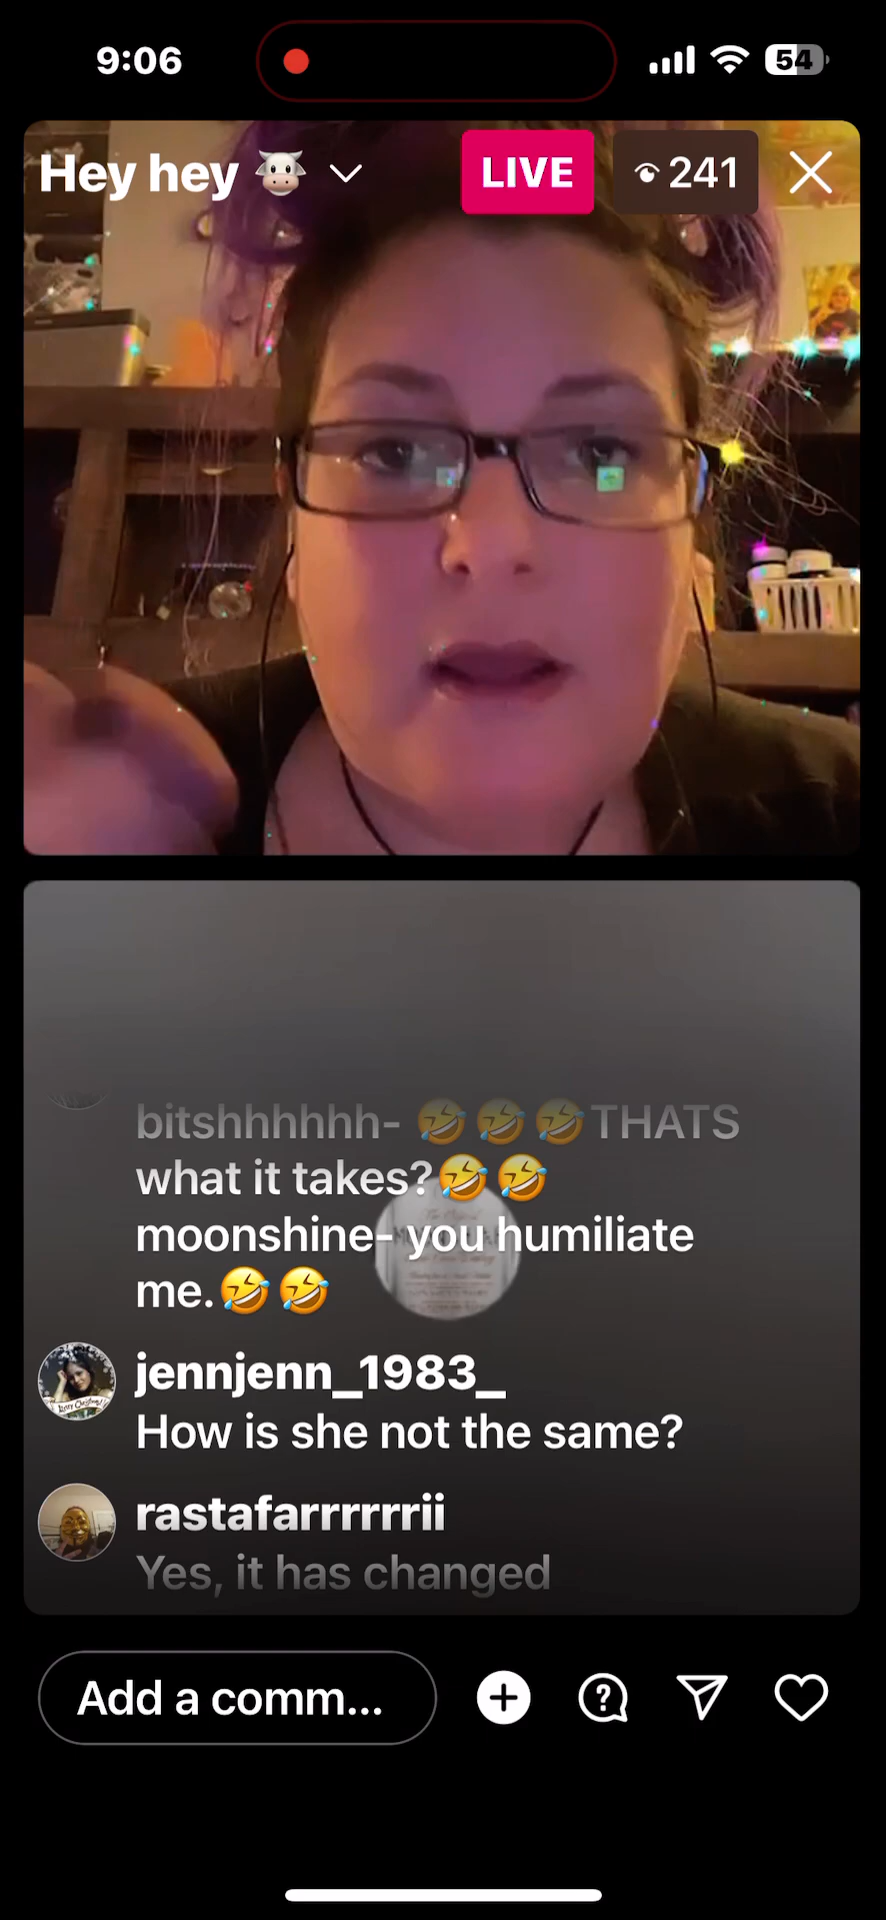 9:06
54
Hey hey 🐮
LIVE
241
bitshhhhhh- 🤣🤣🤣THATS
what it takes?🤣🤣
moonshine- you humiliate
me.🤣🤣
jennjenn_1983_
How is she not the same?
rastafarrrrrrii
Yes, it has changed
Add a comm...